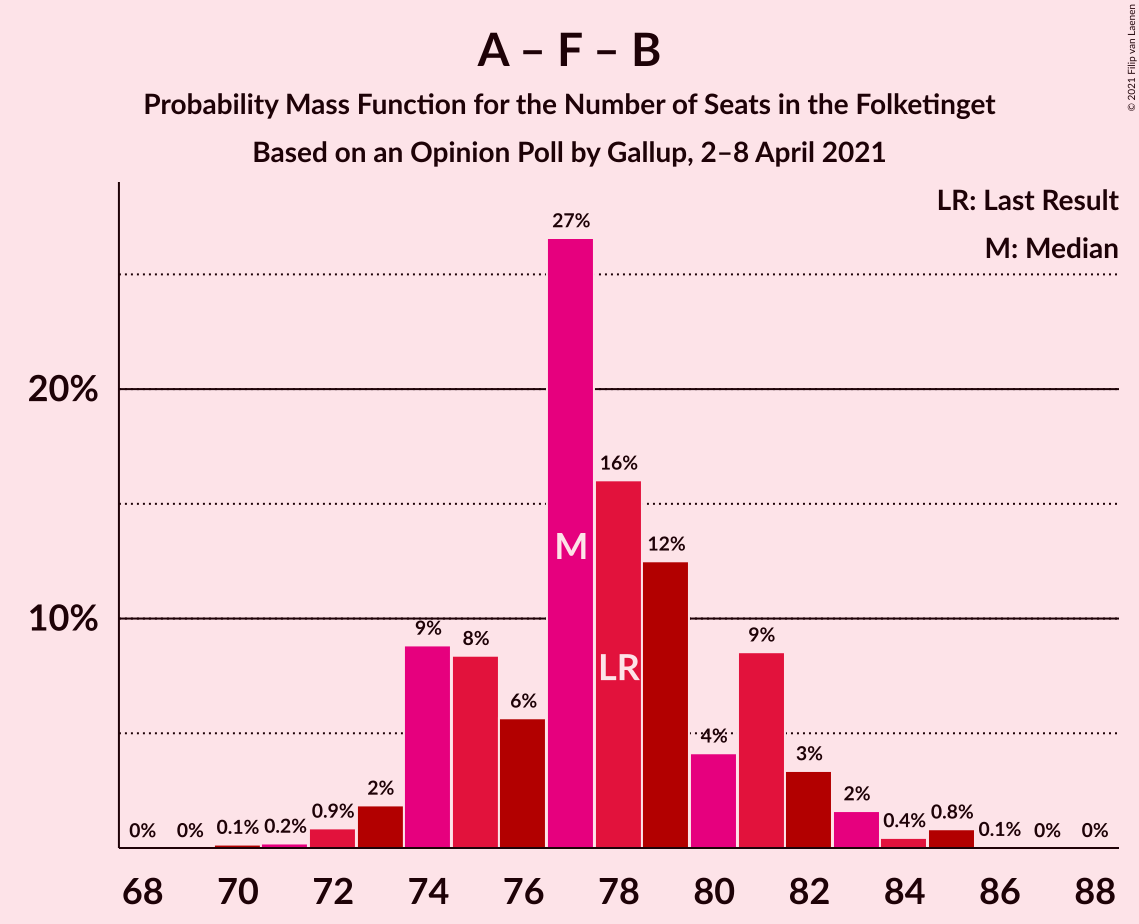 A – F – B
Probability Mass Function for the Number of Seats in the Folketinget
Based on an Opinion Poll by Gallup, 2–8 April 2021
© 2021 Filip van Laenen
LR: Last Result
M: Median
20%
10%
0%
0%
0.1%
0.2%
0.9%
2%
9%
8%
6%
27%
M
16%
LR
12%
4%
9%
3%
2%
0.4%
0.8%
0.1%
0%
0%
68 70 72 74 76 78 80 82 84 86 88